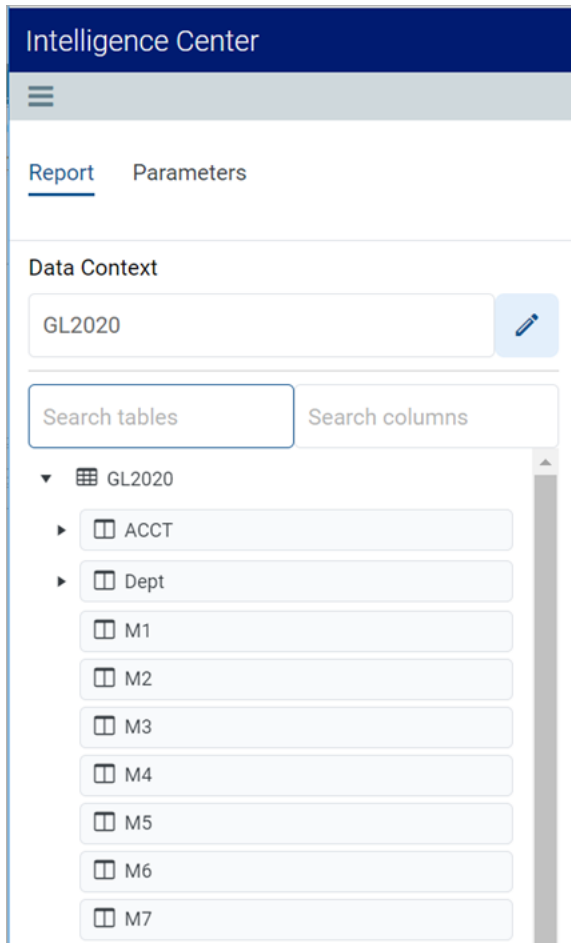 Intelligence Center
Report Parameters
Data Context
GL2020
Search tables Search columns
GL2020
ACCT
Dept
M1
M2
M3
M4
M5
M6
M7